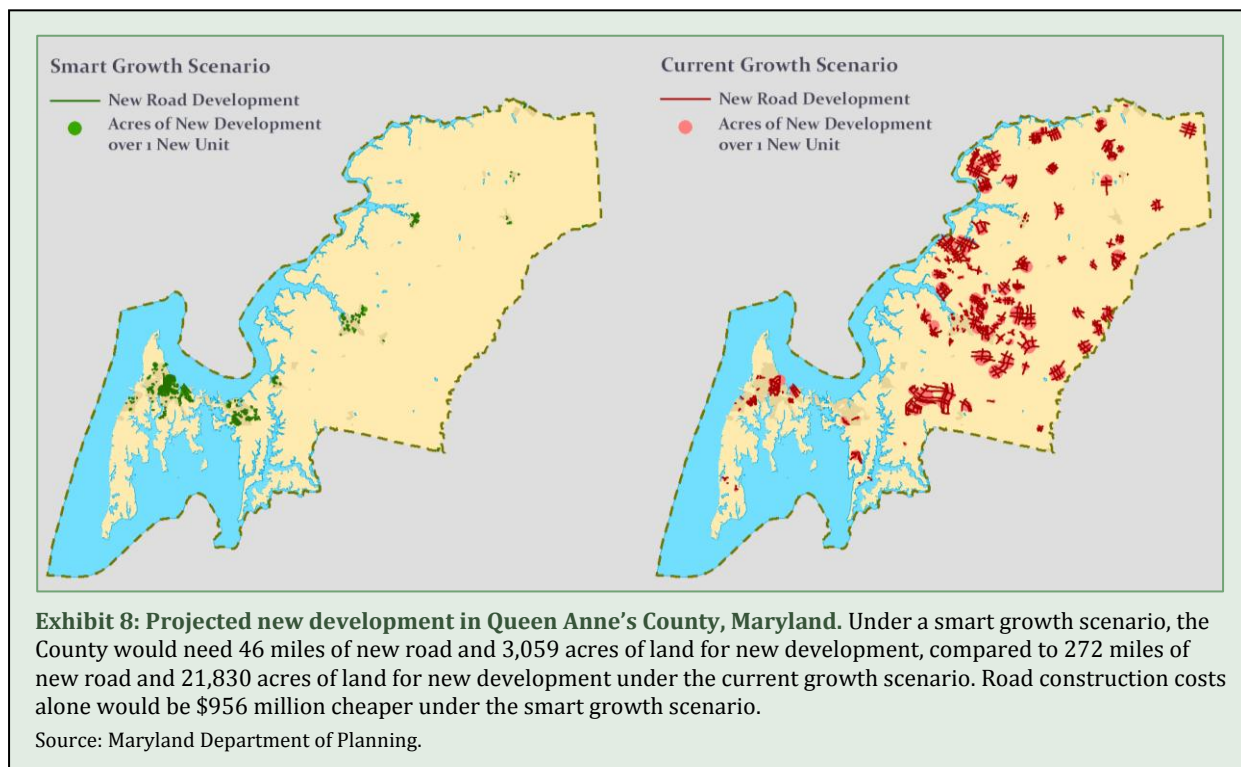 Smart Growth Scenario
New Road Development
Acres of New Development
over 1 New Unit
Current Growth Scenario
New Road Development
Acres of New Development
over 1 New Unit
Exhibit 8: Projected new development in Queen Anne’s County, Maryland. Under a smart growth scenario, the
County would need 46 miles of new road and 3,059 acres of land for new development, compared to 272 miles of
new road and 21,830 acres of land for new development under the current growth scenario. Road construction costs
alone would be $956 million cheaper under the smart growth scenario.
Source: Maryland Department of Planning.